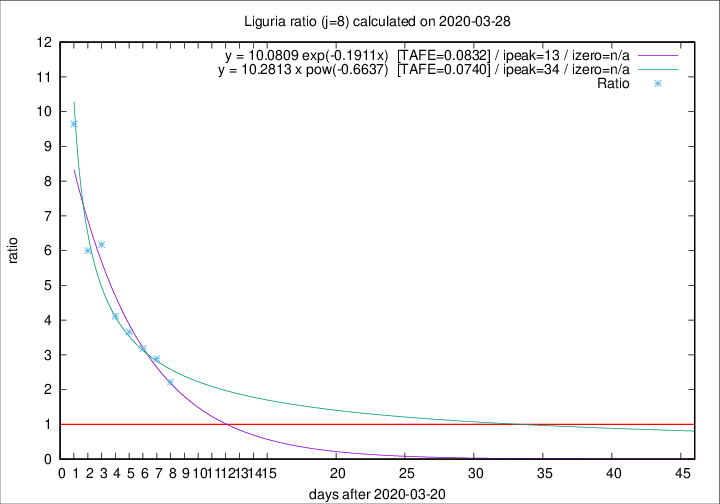 Liguria ratio (j=8) calculated on 2020-03-28
y = 10.0809 exp(-0.1911x) [TAFE=0.0832] / ipeak=13 / izero=n/a
y = 10.2813 x pow(-0.6637) [TAFE=0.0740] / ipeak=34 / izero=n/a
Ratio
12
11
10
9
8
7
6
5
4
3
2
1
0
ratio
0 1 2 3 4 5 6 7 8 9 10 11 12 13 14 15 20 25 30 35 40 45
days after 2020-03-20